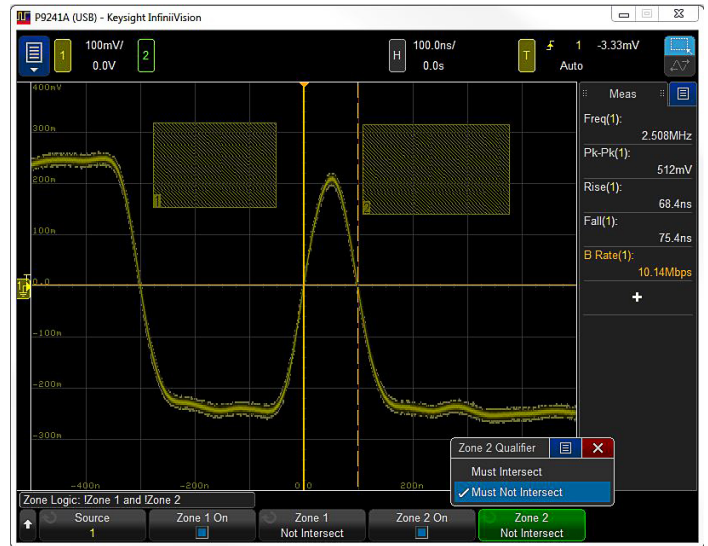 P9241A (USB) - Keysight InfiniiVision
1 100mV/ 0.0V 2 H 100.0ns/ 0.0s T 1 -3.33mV Auto
400mV
300m
200m
100m
0.0
-100m
-200m
-300m
-400n -200n 0.0 200n
1
2
1
Meas
Freq(1):
2.508MHz
Pk-Pk(1):
512mV
Rise(1):
68.4ns
Fall(1):
75.4ns
B Rate(1):
10.14Mbps
+
Zone 2 Qualifier
Must Intersect
Must Not Intersect
Zone Logic: !Zone 1 and !Zone 2
Source
1
Zone 1 On
Zone 1
Not Intersect
Zone 2 On
Zone 2
Not Intersect